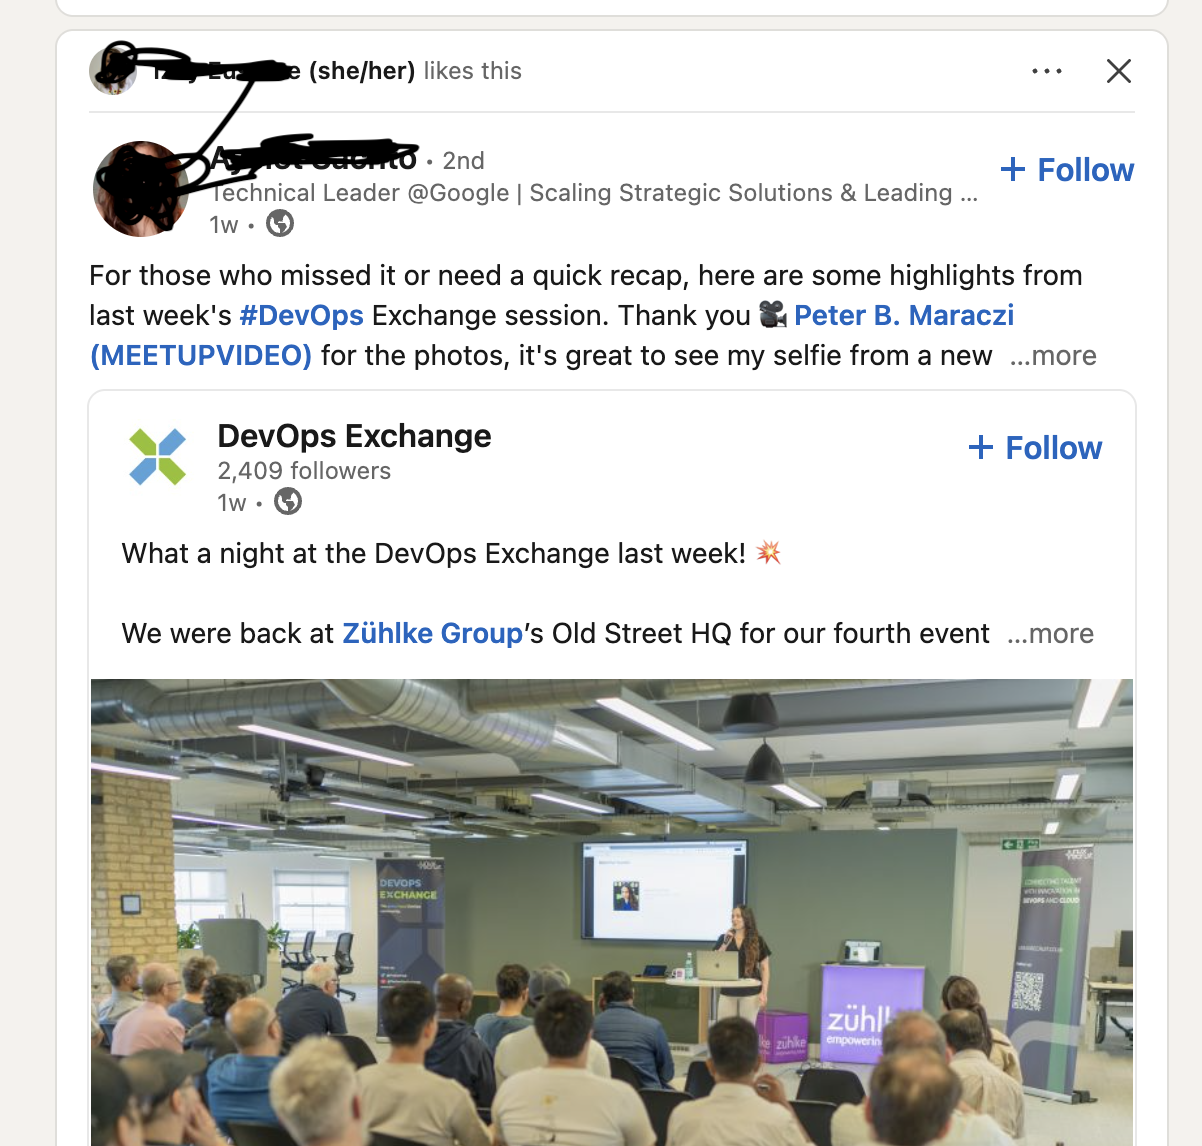 (she/her) likes this
• 2nd
+ Follow
Technical Leader @Google | Scaling Strategic Solutions & Leading ...
1w •
For those who missed it or need a quick recap, here are some highlights from
last week's #DevOps Exchange session. Thank you 🎥 Peter B. Maraczi
(MEETUPVIDEO) for the photos, it's great to see my selfie from a new ...more
DevOps Exchange
+ Follow
2,409 followers
1w •
What a night at the DevOps Exchange last week! 💥
We were back at Zühlke Group’s Old Street HQ for our fourth event ...more
DEVOPS
EXCHANGE
CONNECTING TALENT
WITH INNOVATION IN
DEVOPS AND CLOUD
zühl
empowerin
zühlke